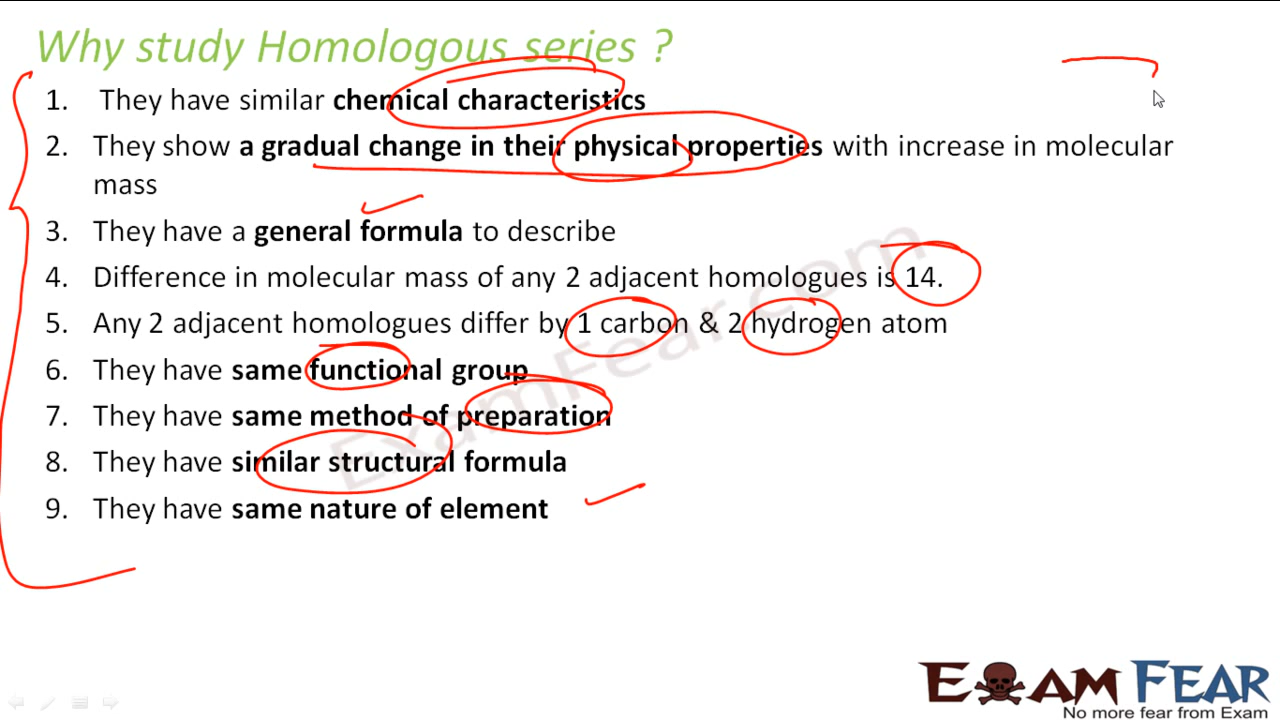 Why study Homologous series ?
1. They have similar chemical characteristics
2. They show a gradual change in their physical properties with increase in molecular
mass
3. They have a general formula to describe
4. Difference in molecular mass of any 2 adjacent homologues is 14.
5. Any 2 adjacent homologues differ by 1 carbon & 2 hydrogen atom
6. They have same functional group
7. They have same method of preparation
8. They have similar structural formula
9. They have same nature of element
ExamFear.com
EXAM FEAR
No more fear from Exam